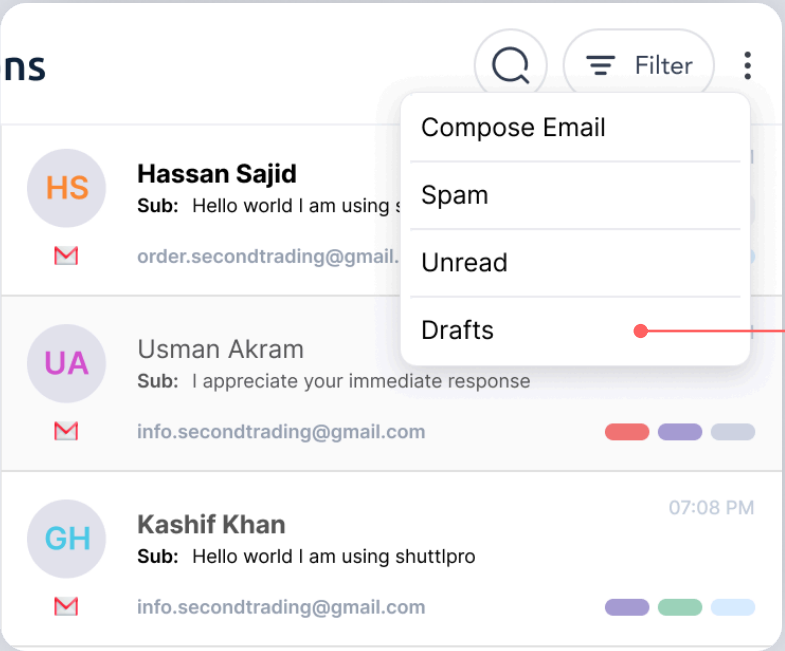 ns
Filter
Compose Email
Spam
Unread
Drafts
HS
Hassan Sajid
Sub: Hello world I am using s
order.secondtrading@gmail.
UA
Usman Akram
Sub: I appreciate your immediate response
info.secondtrading@gmail.com
07:08 PM
GH
Kashif Khan
Sub: Hello world I am using shuttlpro
info.secondtrading@gmail.com